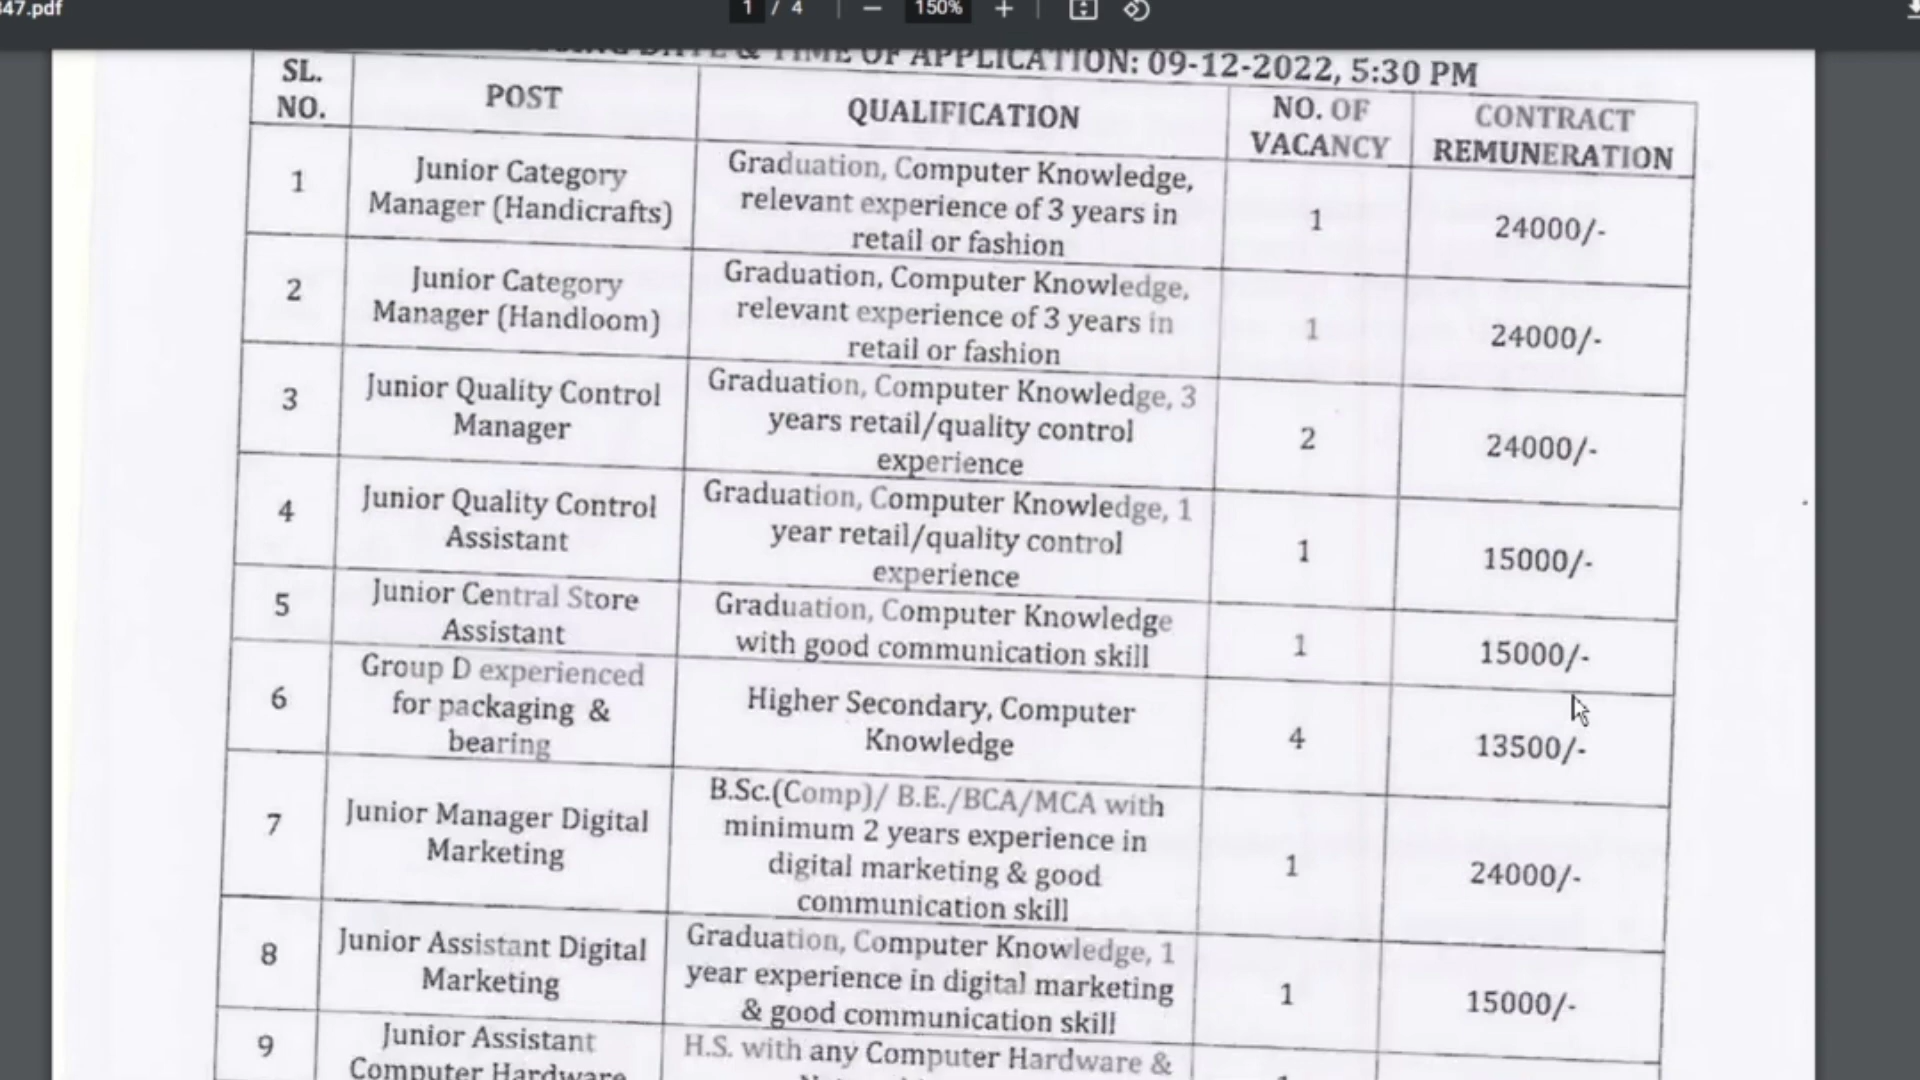 47.pdf
1 / 4 — 150% +
DATE & TIME OF APPLICATION: 09-12-2022, 5:30 PM
SL. NO. POST QUALIFICATION NO. OF VACANCY CONTRACT REMUNERATION
1
Junior Category
Manager (Handicrafts)
Graduation, Computer Knowledge,
relevant experience of 3 years in
retail or fashion
1
24000/-
2
Junior Category
Manager (Handloom)
Graduation, Computer Knowledge,
relevant experience of 3 years in
retail or fashion
1
24000/-
3
Junior Quality Control
Manager
Graduation, Computer Knowledge, 3
years retail/quality control
experience
2
24000/-
4
Junior Quality Control
Assistant
Graduation, Computer Knowledge, 1
year retail/quality control
experience
1
15000/-
5
Junior Central Store
Assistant
Graduation, Computer Knowledge
with good communication skill
1
15000/-
6
Group D experienced
for packaging &
bearing
Higher Secondary, Computer
Knowledge
4
13500/-
7
Junior Manager Digital
Marketing
B.Sc.(Comp)/ B.E./BCA/MCA with
minimum 2 years experience in
digital marketing & good
communication skill
1
24000/-
8
Junior Assistant Digital
Marketing
Graduation, Computer Knowledge, 1
year experience in digital marketing
& good communication skill
1
15000/-
9
Junior Assistant
Computer Hardware
H.S. with any Computer Hardware &